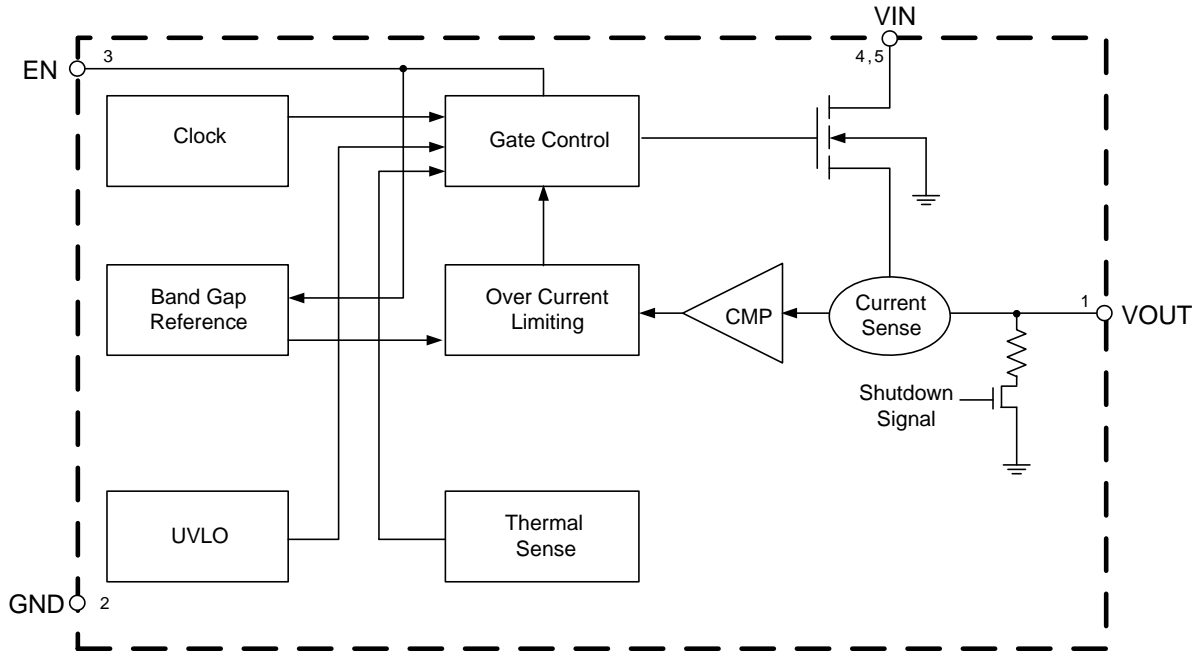 VIN
3
4,5
EN
Clock
Gate Control
Band Gap
Reference
Over Current
Limiting
CMP
Current
Sense
1
VOUT
Shutdown
Signal
UVLO
Thermal
Sense
GND
2